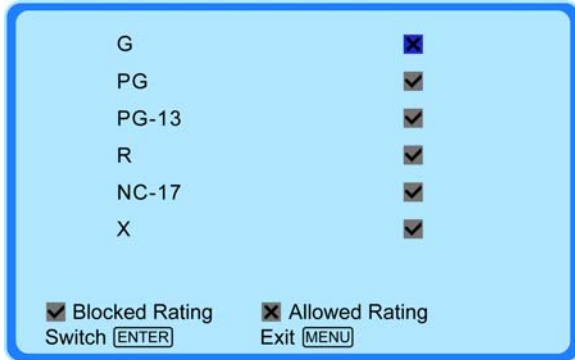 G
PG
PG-13
R
NC-17
X
Blocked Rating Allowed Rating
Switch ENTER Exit MENU